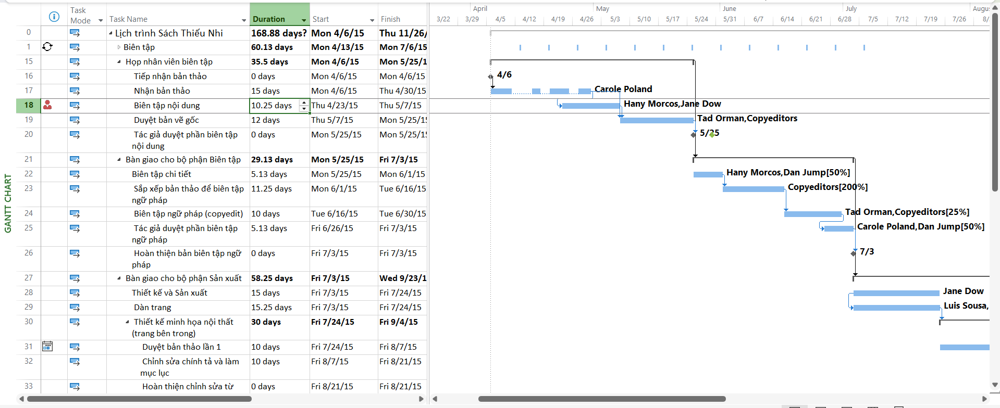 April May June July Augus
Task Mode Task Name Duration Start Finish 3/22 3/29 4/5 4/12 4/19 4/26 5/3 5/10 5/17 5/24 5/31 6/7 6/14 6/21 6/28 7/5 7/12 7/19 7/26 8/
0 Lịch trình Sách Thiếu Nhi 168.88 days? Mon 4/6/15 Thu 11/26/
1 Biên tập 60.13 days Mon 4/13/15 Mon 7/6/15
15 Họp nhân viên biên tập 35.5 days Mon 4/6/15 Mon 5/25/1
16 Tiếp nhận bản thảo 0 days Mon 4/6/15 Mon 4/6/15 4/6
17 Nhận bản thảo 15 days Mon 4/6/15 Thu 4/30/15 Carole Poland
18 Biên tập nội dung 10.25 days Thu 4/23/15 Thu 5/7/15 Hany Morcos,Jane Dow
19 Duyệt bản vẽ gốc 12 days Thu 5/7/15 Mon 5/25/15 Tad Orman,Copyeditors
20 Tác giả duyệt phần biên tập 0 days Mon 5/25/15 Mon 5/25/15 5/25
nội dung
21 Bàn giao cho bộ phận Biên tập 29.13 days Mon 5/25/15 Fri 7/3/15
22 Biên tập chi tiết 5.13 days Mon 5/25/15 Mon 6/1/15 Hany Morcos,Dan Jump[50%]
23 Sắp xếp bản thảo để biên tập 11.25 days Mon 6/1/15 Tue 6/16/15 Copyeditors[200%]
ngữ pháp
24 Biên tập ngữ pháp (copyedit) 10 days Tue 6/16/15 Tue 6/30/15 Tad Orman,Copyeditors[25%]
25 Tác giả duyệt phần biên tập 5.13 days Fri 6/26/15 Fri 7/3/15 Carole Poland,Dan Jump[50%]
ngữ pháp
26 Hoàn thiện bản biên tập ngữ 0 days Fri 7/3/15 Fri 7/3/15 7/3
pháp
27 Bàn giao cho bộ phận Sản xuất 58.25 days Fri 7/3/15 Wed 9/23/1
28 Thiết kế và Sản xuất 15 days Fri 7/3/15 Fri 7/24/15 Jane Dow
29 Dàn trang 15.25 days Fri 7/3/15 Fri 7/24/15 Luis Sousa,
30 Thiết kế minh họa nội thất 30 days Fri 7/24/15 Fri 9/4/15
(trang bên trong)
31 Duyệt bản thảo lần 1 10 days Fri 7/24/15 Fri 8/7/15
32 Chỉnh sửa chính tả và làm 10 days Fri 8/7/15 Fri 8/21/15
mục lục
33 Hoàn thiện chỉnh sửa từ 0 days Fri 8/21/15 Fri 8/21/15
GANTT CHART